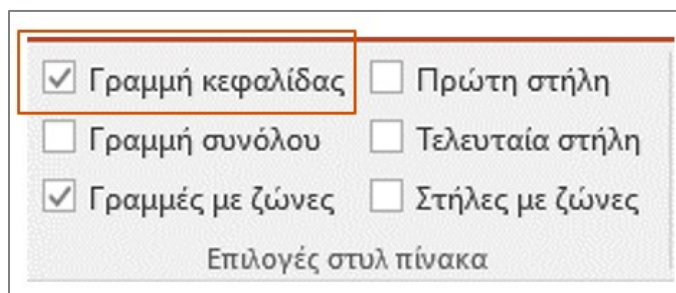 Γραμμή κεφαλίδας Πρώτη στήλη
Γραμμή συνόλου Τελευταία στήλη
Γραμμές με ζώνες Στήλες με ζώνες
Επιλογές στυλ πίνακα